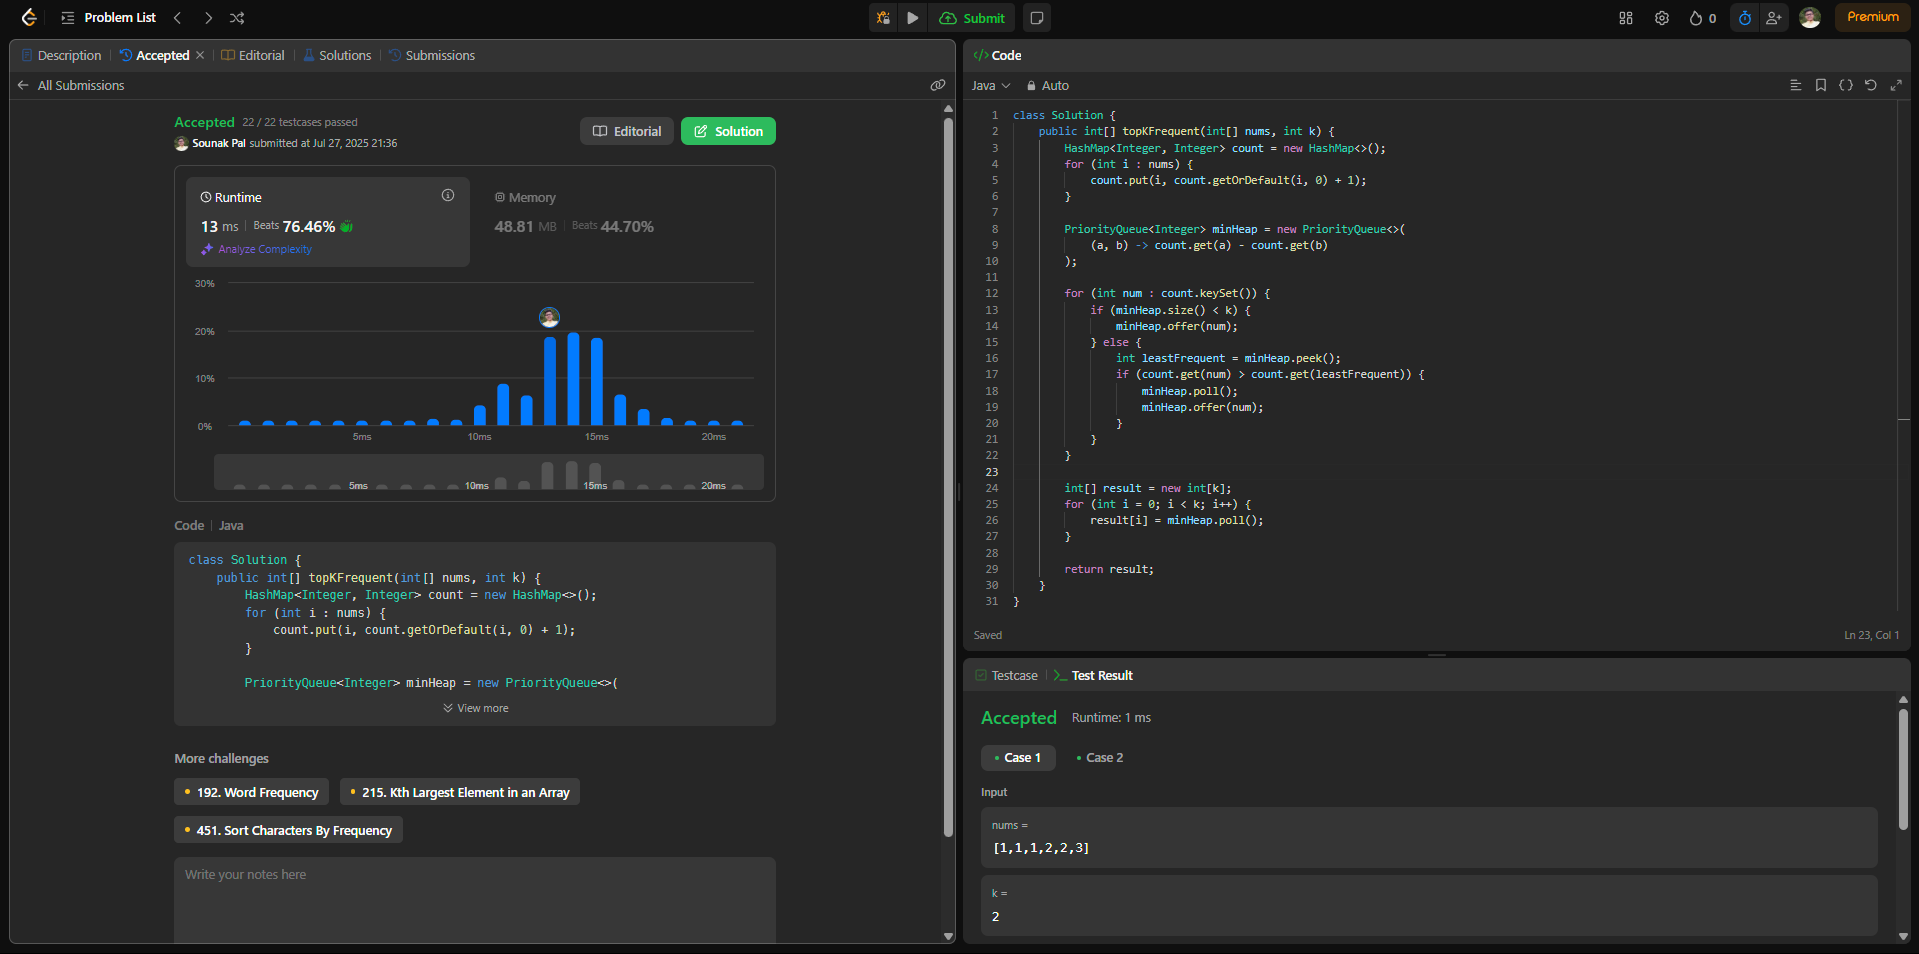 Problem List
Submit
0
Premium
Description
Accepted
Editorial
Solutions
Submissions
All Submissions
Accepted 22 / 22 testcases passed
Sounak Pal submitted at Jul 27, 2025 21:36
Editorial
Solution
Runtime
13 ms Beats 76.46%
Analyze Complexity
Memory
48.81 MB Beats 44.70%
30%
20%
10%
0%
5ms 10ms 15ms 20ms
5ms 10ms 15ms 20ms
Code Java
class Solution {
public int[] topKFrequent(int[] nums, int k) {
HashMap<Integer, Integer> count = new HashMap<>();
for (int i : nums) {
count.put(i, count.getOrDefault(i, 0) + 1);
}
PriorityQueue<Integer> minHeap = new PriorityQueue<>(
View more
More challenges
192. Word Frequency
215. Kth Largest Element in an Array
451. Sort Characters By Frequency
Write your notes here
</> Code
Java
Auto
1 class Solution {
2 public int[] topKFrequent(int[] nums, int k) {
3 HashMap<Integer, Integer> count = new HashMap<>();
4 for (int i : nums) {
5 count.put(i, count.getOrDefault(i, 0) + 1);
6 }
7
8 PriorityQueue<Integer> minHeap = new PriorityQueue<>(
9 (a, b) -> count.get(a) - count.get(b)
10 );
11
12 for (int num : count.keySet()) {
13 if (minHeap.size() < k) {
14 minHeap.offer(num);
15 } else {
16 int leastFrequent = minHeap.peek();
17 if (count.get(num) > count.get(leastFrequent)) {
18 minHeap.poll();
19 minHeap.offer(num);
20 }
21 }
22 }
23
24 int[] result = new int[k];
25 for (int i = 0; i < k; i++) {
26 result[i] = minHeap.poll();
27 }
28
29 return result;
30 }
31 }
Saved
Ln 23, Col 1
Testcase
Test Result
Accepted Runtime: 1 ms
Case 1
Case 2
Input
nums =
[1,1,1,2,2,3]
k =
2